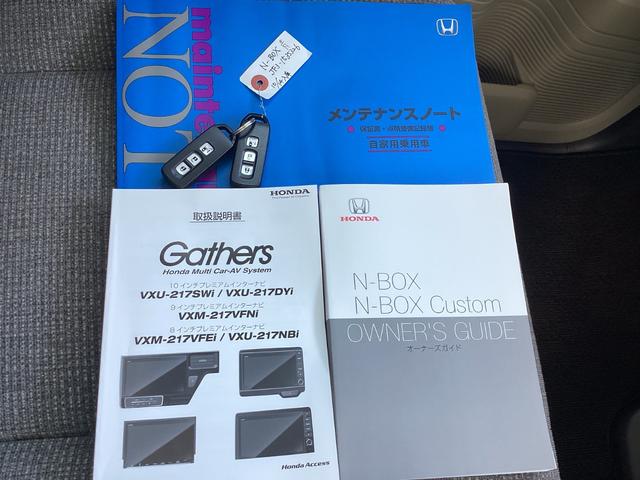 mainte
NOT
N-BOX
メンテナンスノート
保証書・点検整備記録簿
自家用乗用車
HONDA
取扱説明書
Gathers
Honda Multi Car-AV System
10インチプレミアムインターナビ
VXU-217SWi / VXU-217DYi
9インチプレミアムインターナビ
VXM-217VFNi
8インチプレミアムインターナビ
VXM-217VFEi / VXU-217NBi
Honda Access
HONDA
N-BOX
N-BOX Custom
OWNER'S GUIDE
オーナーズガイド